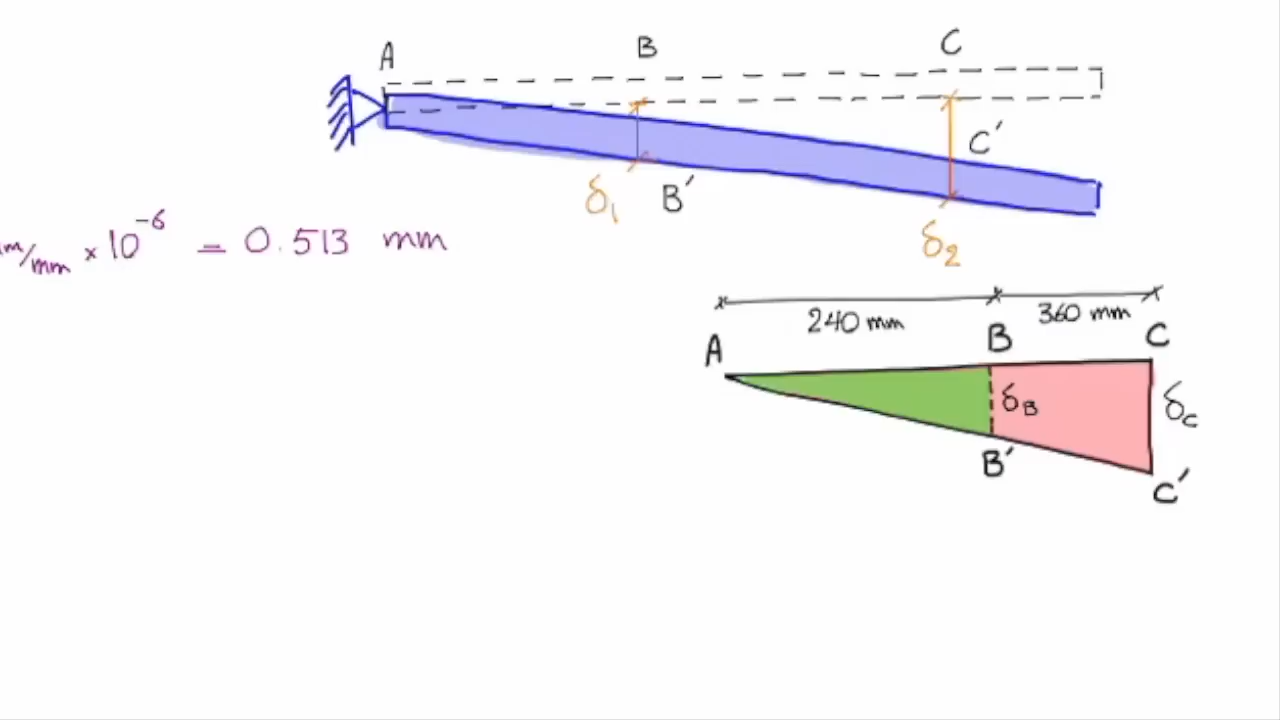 A B C
C′
δ₁ B′
δ₂
m/mm × 10⁻⁶ = 0.513 mm
240 mm 360 mm
A B C
δB δC
B′
C′